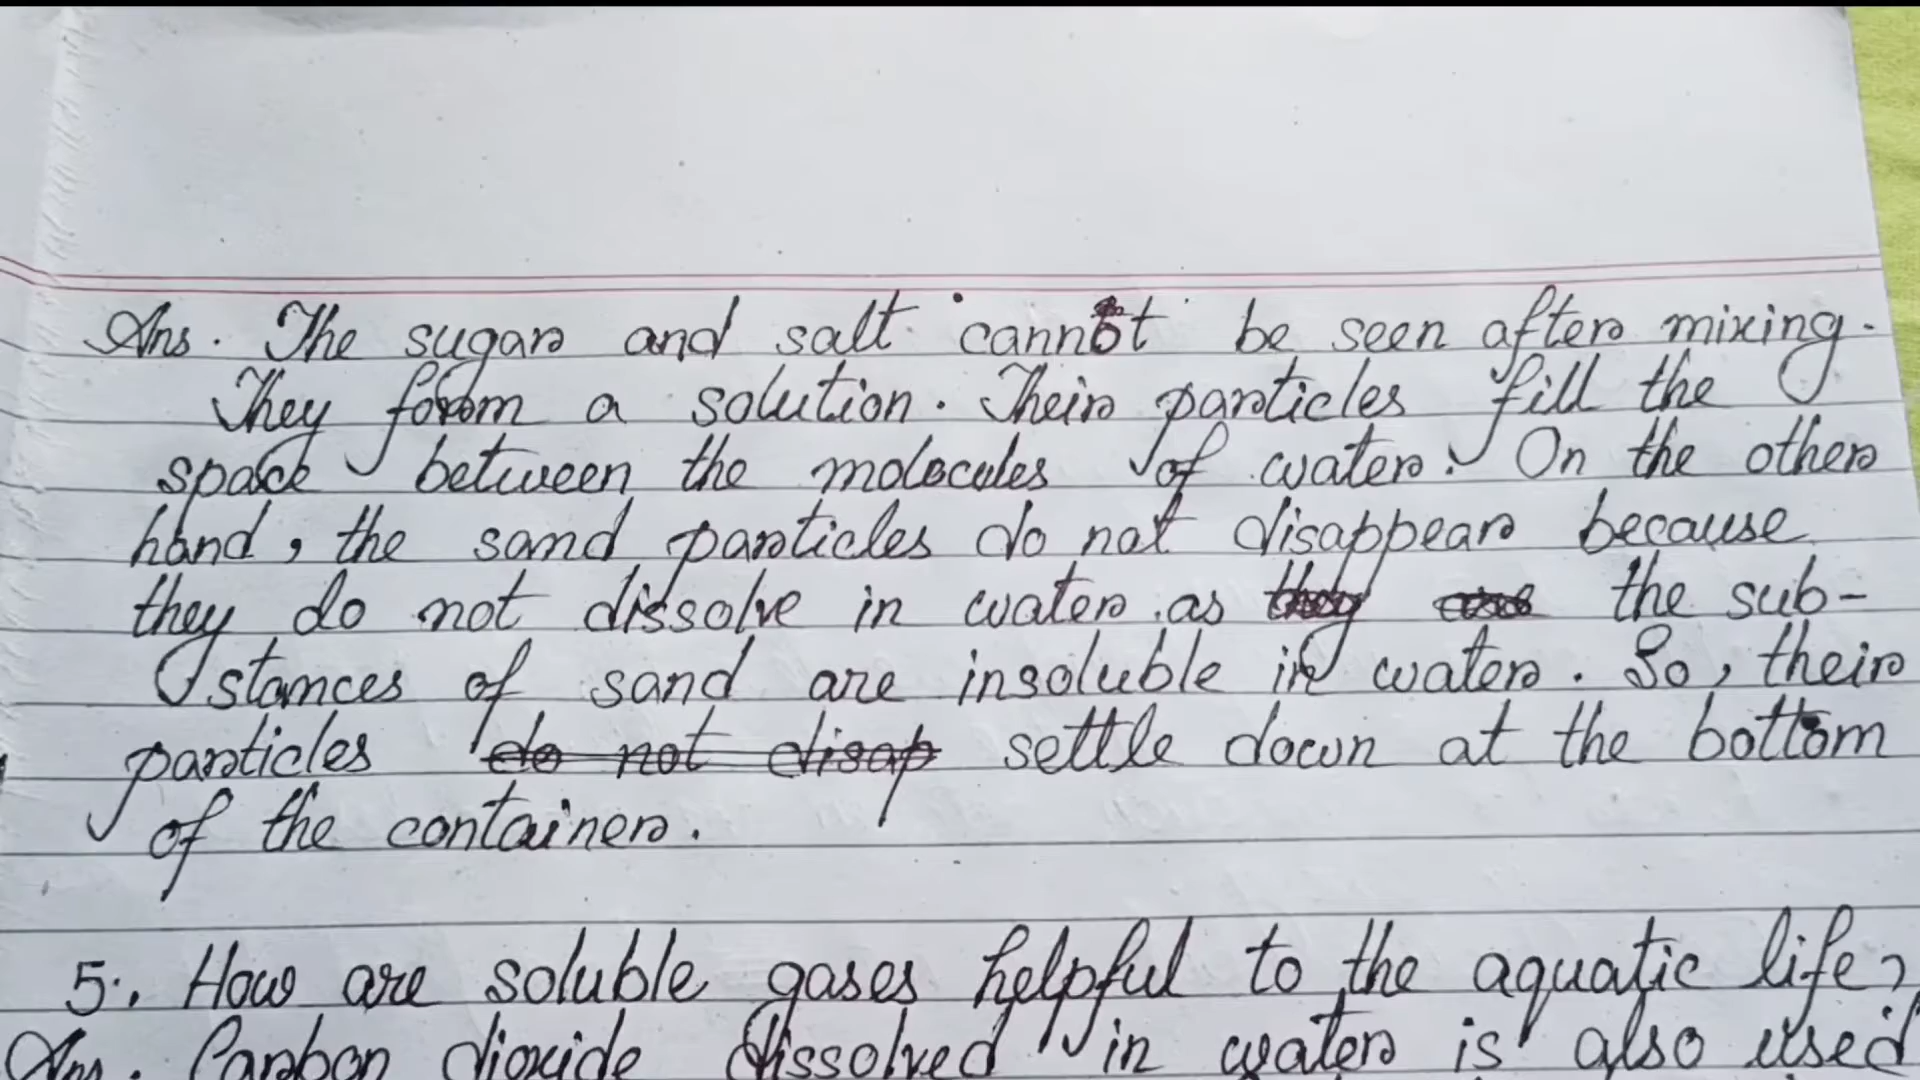 Ans. The sugar and salt cannot be seen after mixing.
They form a solution. Their particles fill the
space between the molecules of water. On the other
hand, the sand particles do not disappear because
they do not dissolve in water as the sub-
stances of sand are insoluble in water. So, their
particles do not disap settle down at the bottom
of the container.
5. How are soluble gases helpful to the aquatic life?
Ans. Carbon dioxide dissolved in water is also used